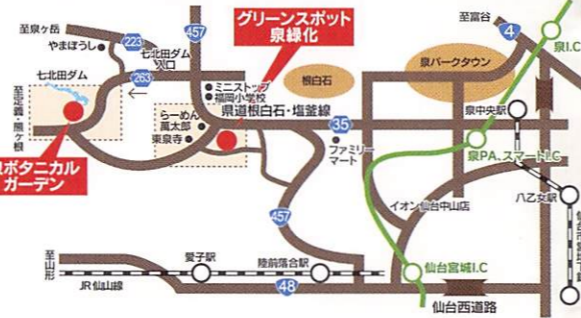 至泉ヶ岳
やまぼうし
223
七北田ダム
入口
457
グリーンスポット
泉緑化
至富谷
4
泉I.C
七北田ダム
263
←
ミニストップ
福岡小学校
県道根白石・塩釜線
根白石
泉パークタウン
至定義・熊ヶ根
らーめん
風太郎
東泉寺
35
ファミリー
マート
泉中央駅
泉PA、スマートI.C
泉ボタニカル
ガーデン
八乙女駅
457
イオン仙台中山店
至山形
愛子駅
陸前落合駅
仙台宮城I.C
JR仙山線
48
仙台西道路